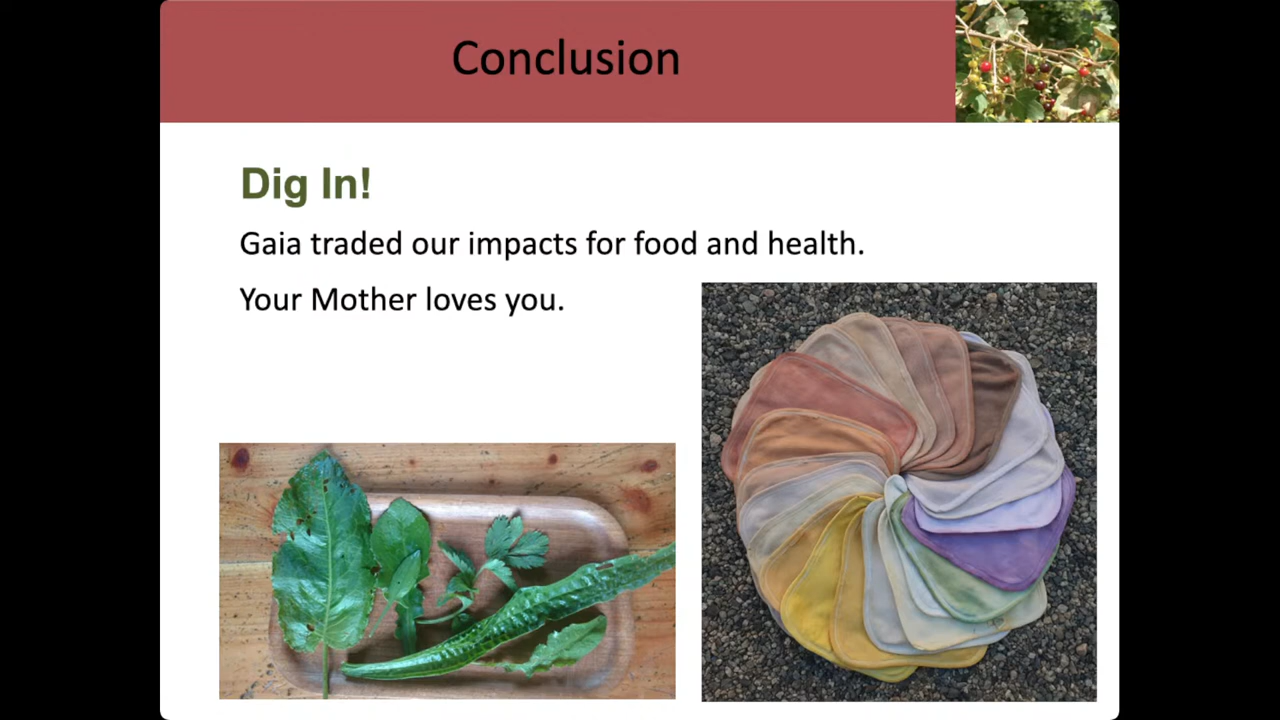 Conclusion
Dig In!
Gaia traded our impacts for food and health.
Your Mother loves you.